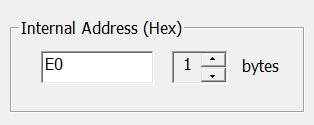 Internal Address (Hex)
E0 1 bytes